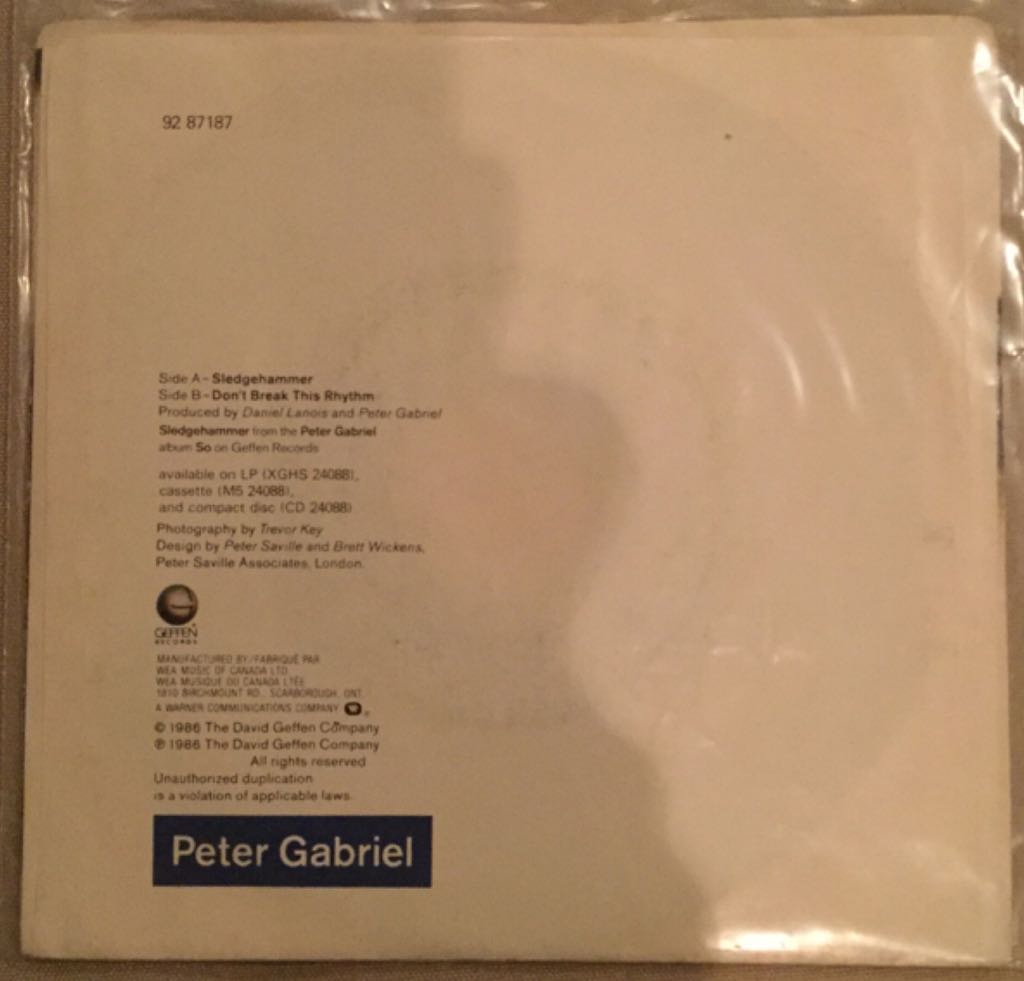 92 87187
Side A - Sledgehammer
Side B - Don't Break This Rhythm
Produced by Daniel Lanois and Peter Gabriel
Sledgehammer from the Peter Gabriel
album So on Geffen Records
available on LP (XGHS 24088),
cassette (M5 24088),
and compact disc (CD 24088)
Photography by Trevor Key
Design by Peter Saville and Brett Wickens,
Peter Saville Associates, London.
GEFFEN
RECORDS
MANUFACTURED BY/FABRIQUÉ PAR
WEA MUSIC OF CANADA LTD.
WEA MUSIQUE DU CANADA LTÉE
1810 BIRCHMOUNT RD., SCARBOROUGH, ONT.
A WARNER COMMUNICATIONS COMPANY
© 1986 The David Geffen Company
℗ 1986 The David Geffen Company
All rights reserved
Unauthorized duplication
is a violation of applicable laws.
Peter Gabriel